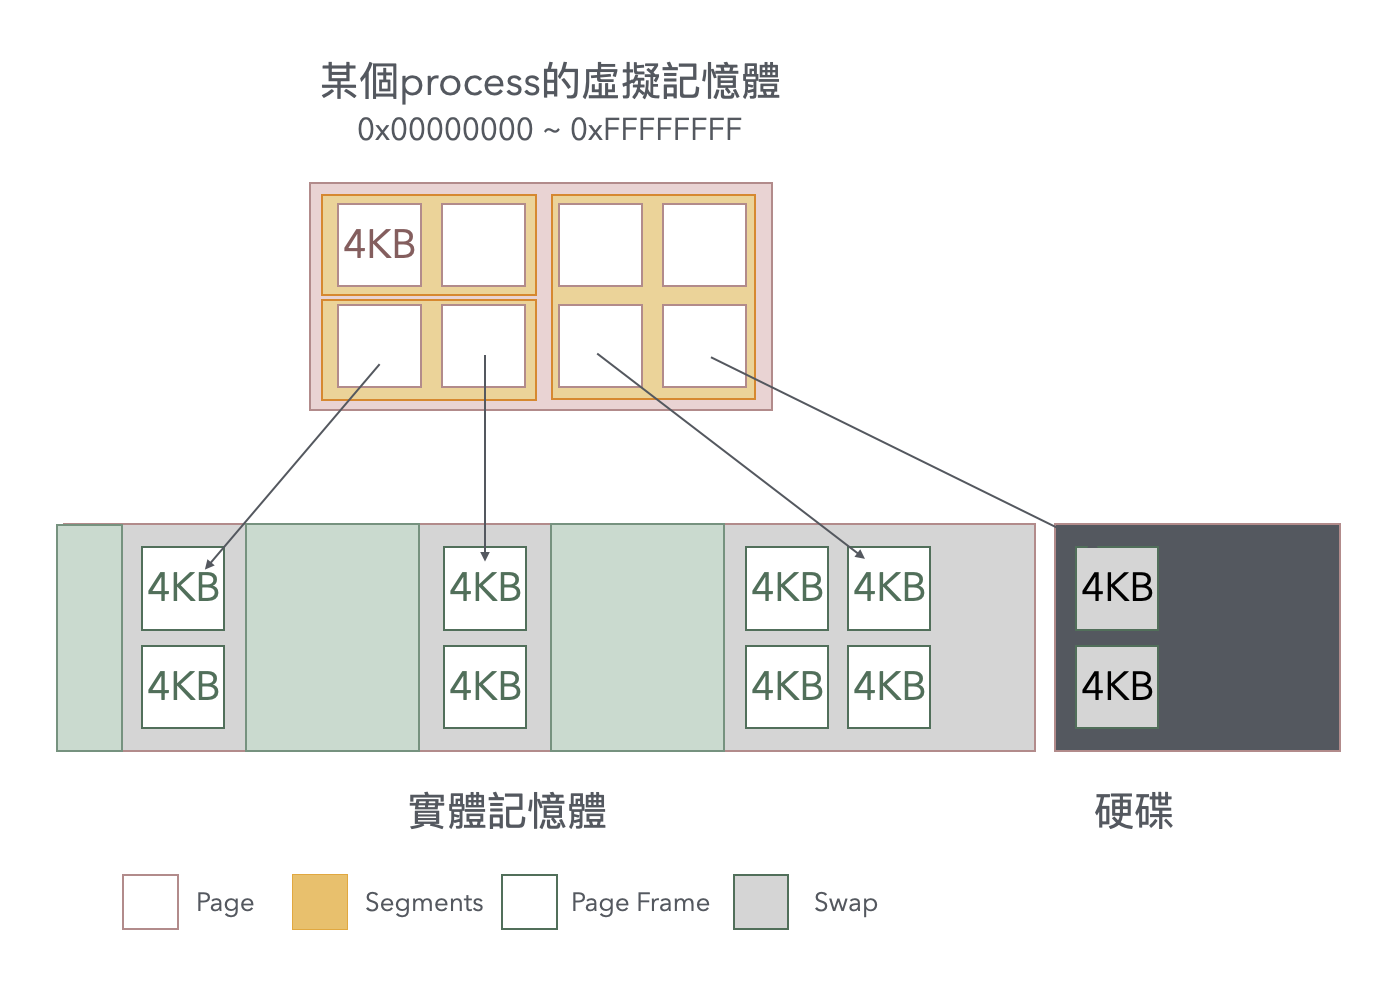 某個process的虛擬記憶體
0x00000000 ~ 0xFFFFFFFF
4KB
4KB 4KB 4KB 4KB 4KB
4KB 4KB 4KB 4KB 4KB
實體記憶體 硬碟
Page Segments Page Frame Swap